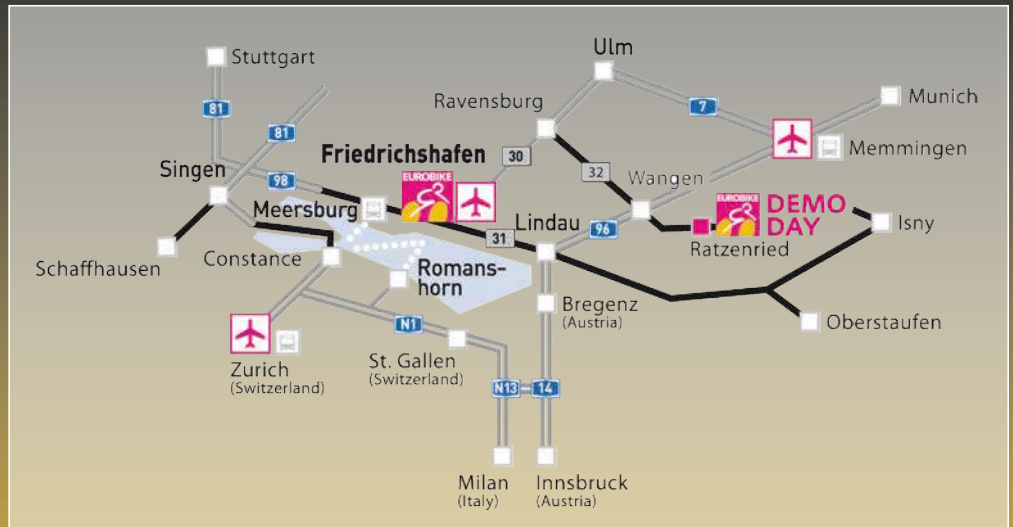 Stuttgart
Ulm
Munich
81
7
Ravensburg
81
Memmingen
Friedrichshafen
30
Singen
32
Wangen
98
EUROBIKE
EUROBIKE
DEMO
DAY
Meersburg
Lindau
96
Isny
31
Ratzenried
Schaffhausen
Constance
Romans-
horn
Bregenz
(Austria)
Oberstaufen
N1
St. Gallen
(Switzerland)
Zurich
(Switzerland)
N13
14
Milan
(Italy)
Innsbruck
(Austria)